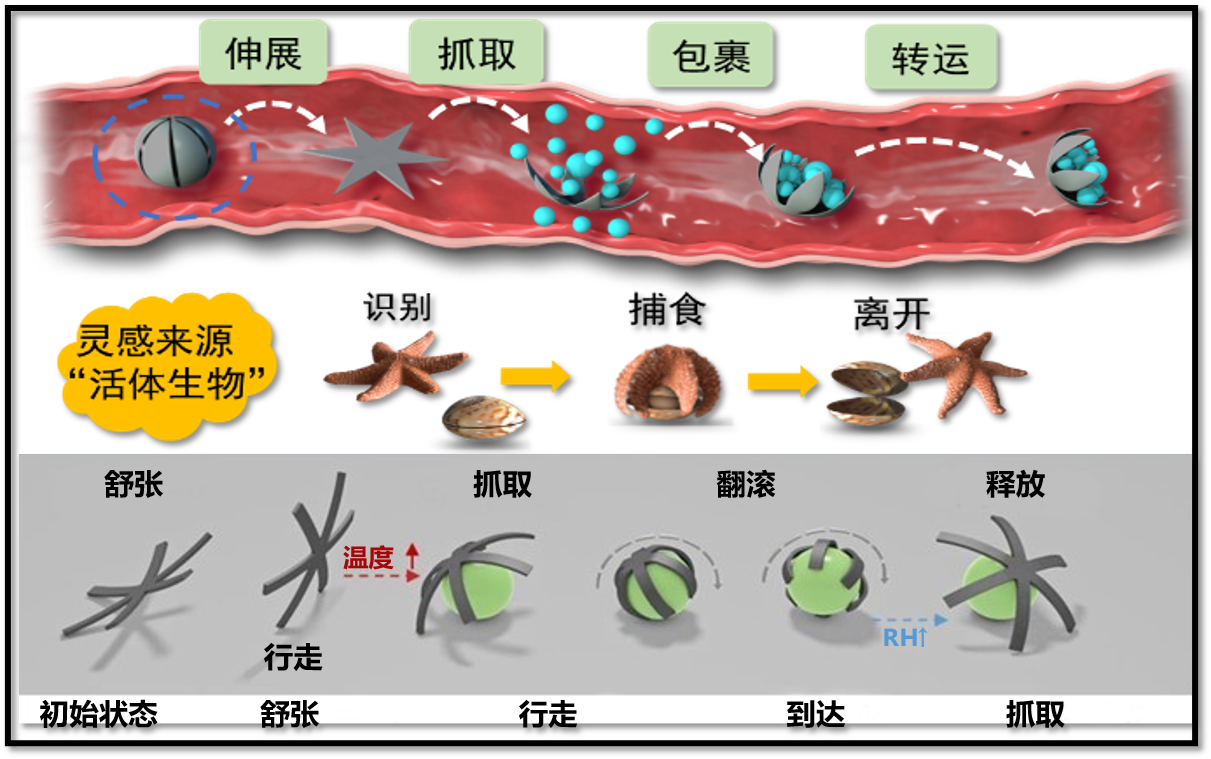 伸展
抓取
包裹
转运
灵感来源
“活体生物”
识别
捕食
离开
舒张
抓取
翻滚
释放
温度
行走
RH↑
初始状态
舒张
行走
到达
抓取